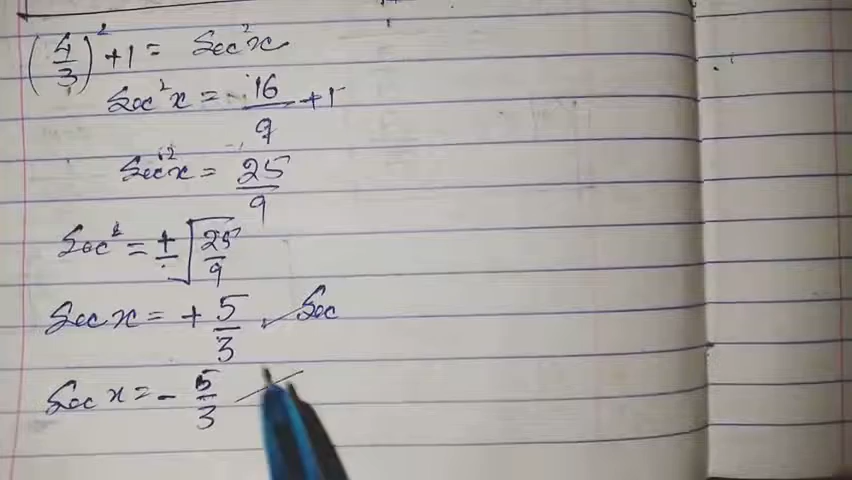 (4/3)² + 1 = Sec²x
Sec²x = 16/9 + 1
Sec²x = 25/9
Sec² = ± √25/9
Sec x = + 5/3 Sec
Sec x = - 5/3